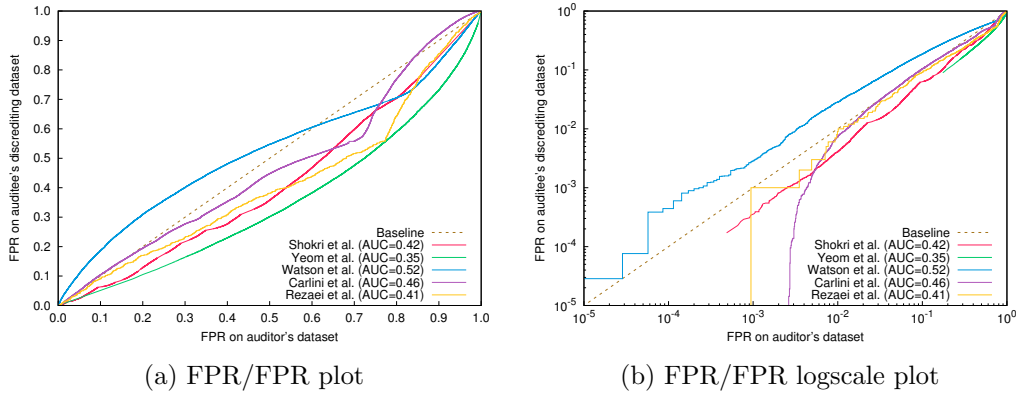 1.0
0.9
0.8
0.7
0.6
0.5
0.4
0.3
0.2
0.1
0.0
0.0 0.1 0.2 0.3 0.4 0.5 0.6 0.7 0.8 0.9 1.0
FPR on auditee's discrediting dataset
FPR on auditor's dataset
Baseline
Shokri et al. (AUC=0.42)
Yeom et al. (AUC=0.35)
Watson et al. (AUC=0.52)
Carlini et al. (AUC=0.46)
Rezaei et al. (AUC=0.41)
(a) FPR/FPR plot
10⁰
10⁻¹
10⁻²
10⁻³
10⁻⁴
10⁻⁵
10⁻⁵ 10⁻⁴ 10⁻³ 10⁻² 10⁻¹ 10⁰
FPR on auditee's discrediting dataset
FPR on auditor's dataset
Baseline
Shokri et al. (AUC=0.42)
Yeom et al. (AUC=0.35)
Watson et al. (AUC=0.52)
Carlini et al. (AUC=0.46)
Rezaei et al. (AUC=0.41)
(b) FPR/FPR logscale plot